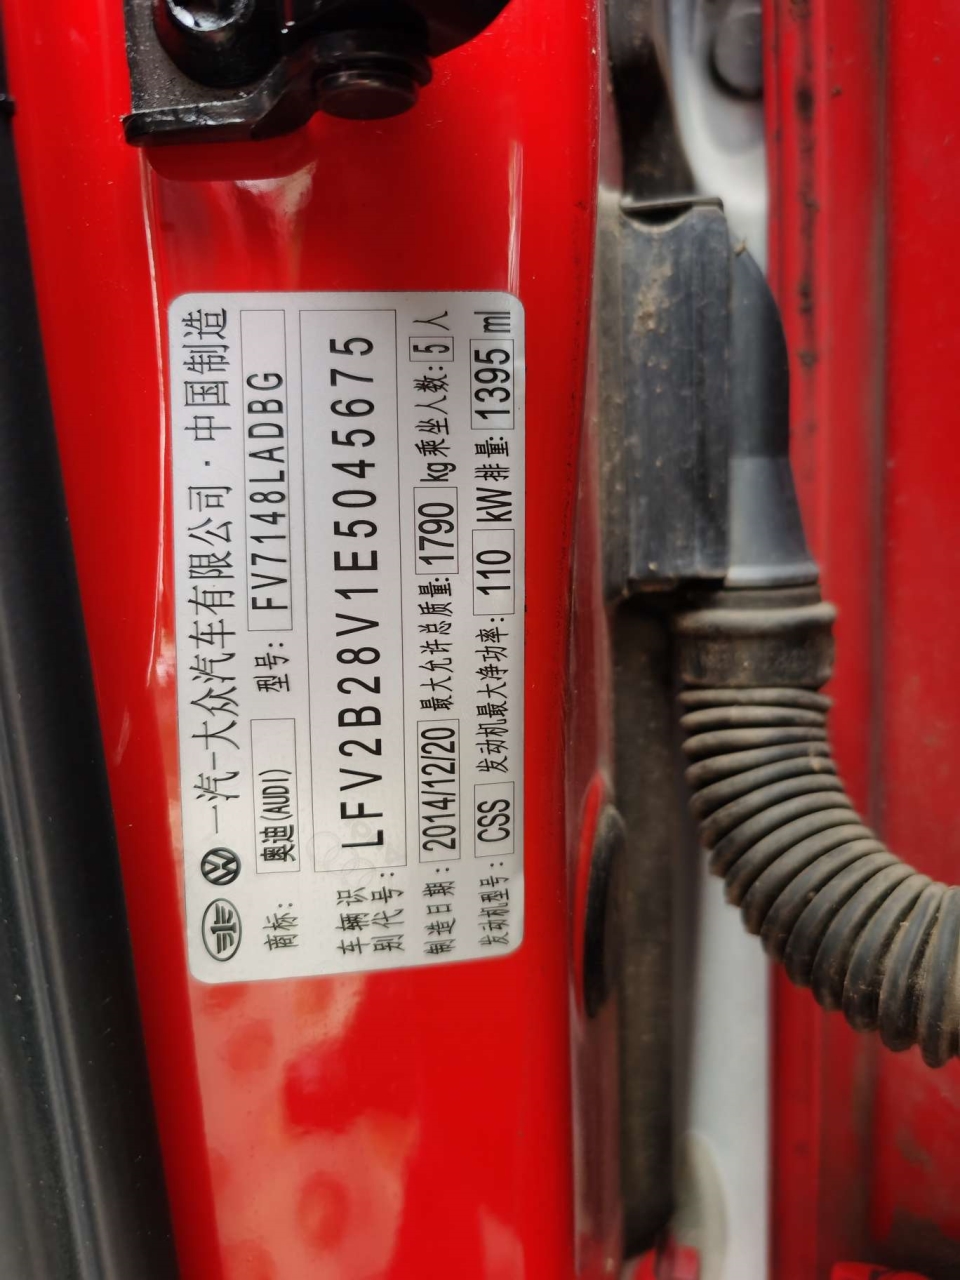 一汽-大众汽车有限公司·中国制造
商标: 奥迪(AUDI) 型号: FV7148LADBG
车辆识别代号: LFV2B28V1E5045675
制造日期: 2014/12/20 最大允许总质量: 1790 kg 乘坐人数: 5 人
发动机型号: CSS 发动机最大净功率: 110 kW 排量: 1395 ml